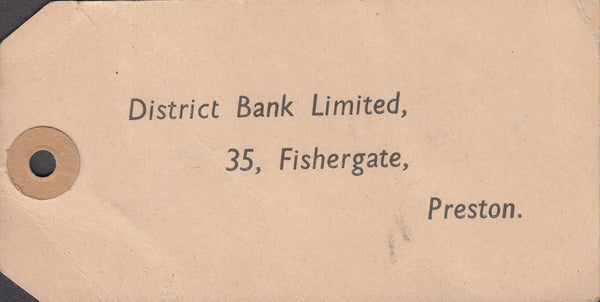 District Bank Limited,
35, Fishergate,
Preston.